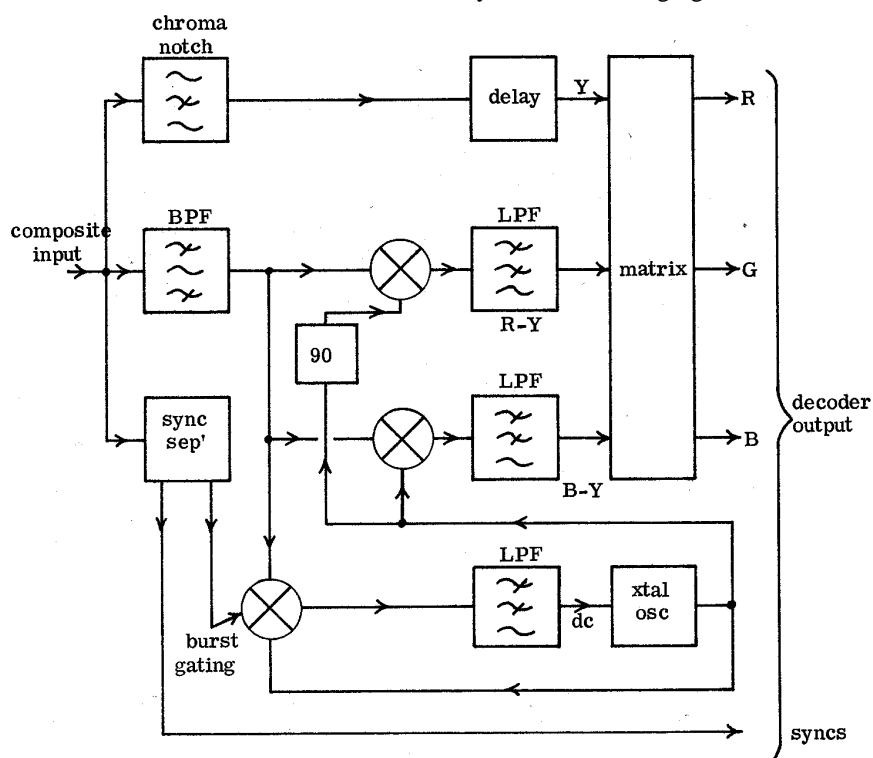 chroma
notch
delay
Y
R
BPF
composite
input
LPF
matrix
G
R-Y
90
LPF
sync
sep'
decoder
output
B
B-Y
LPF
xtal
osc
dc
burst
gating
syncs